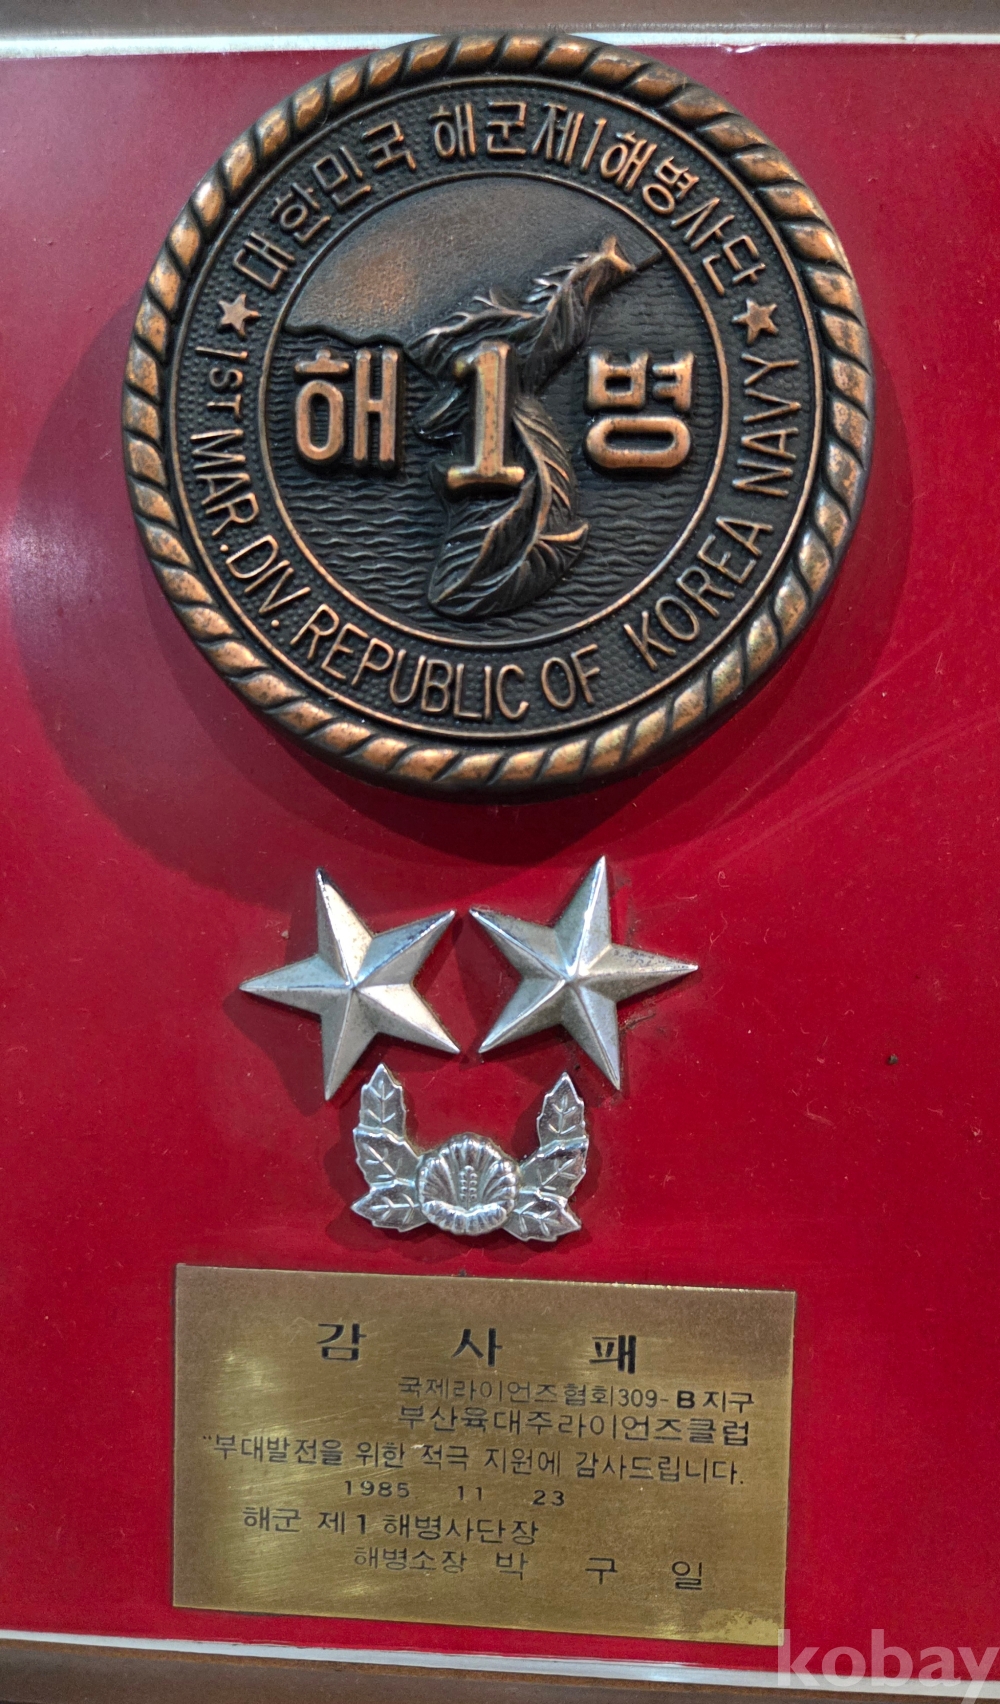 ★ 대한민국 해군제1해병사단 ★
1ST MAR. DIV. REPUBLIC OF KOREA NAVY
해 1 병
감 사 패
국제라이언즈협회309-B지구
부산육대주라이언즈클럽
"부대발전을 위한 적극 지원에 감사드립니다.
1985. 11 23
해군 제1해병사단장
해병소장 박 구 일
kobay